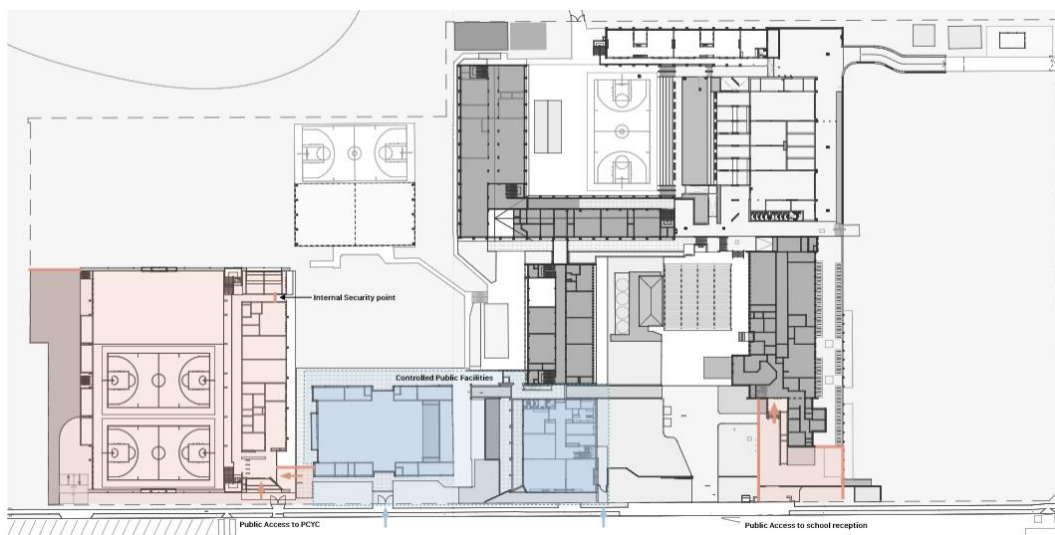 Internal Security point
Controlled Public Facilities
Public Access to PCYC
Public Access to school reception